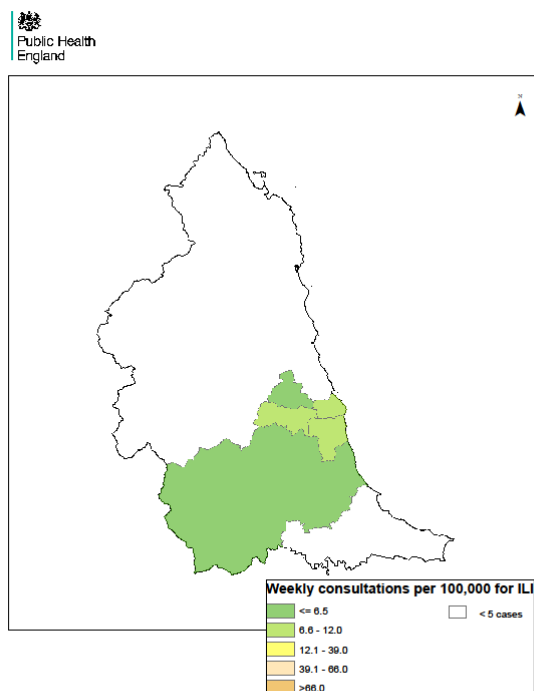 Public Health
England
N
Weekly consultations per 100,000 for ILI
<= 6.5
< 5 cases
6.6 - 12.0
12.1 - 39.0
39.1 - 66.0
>66.0